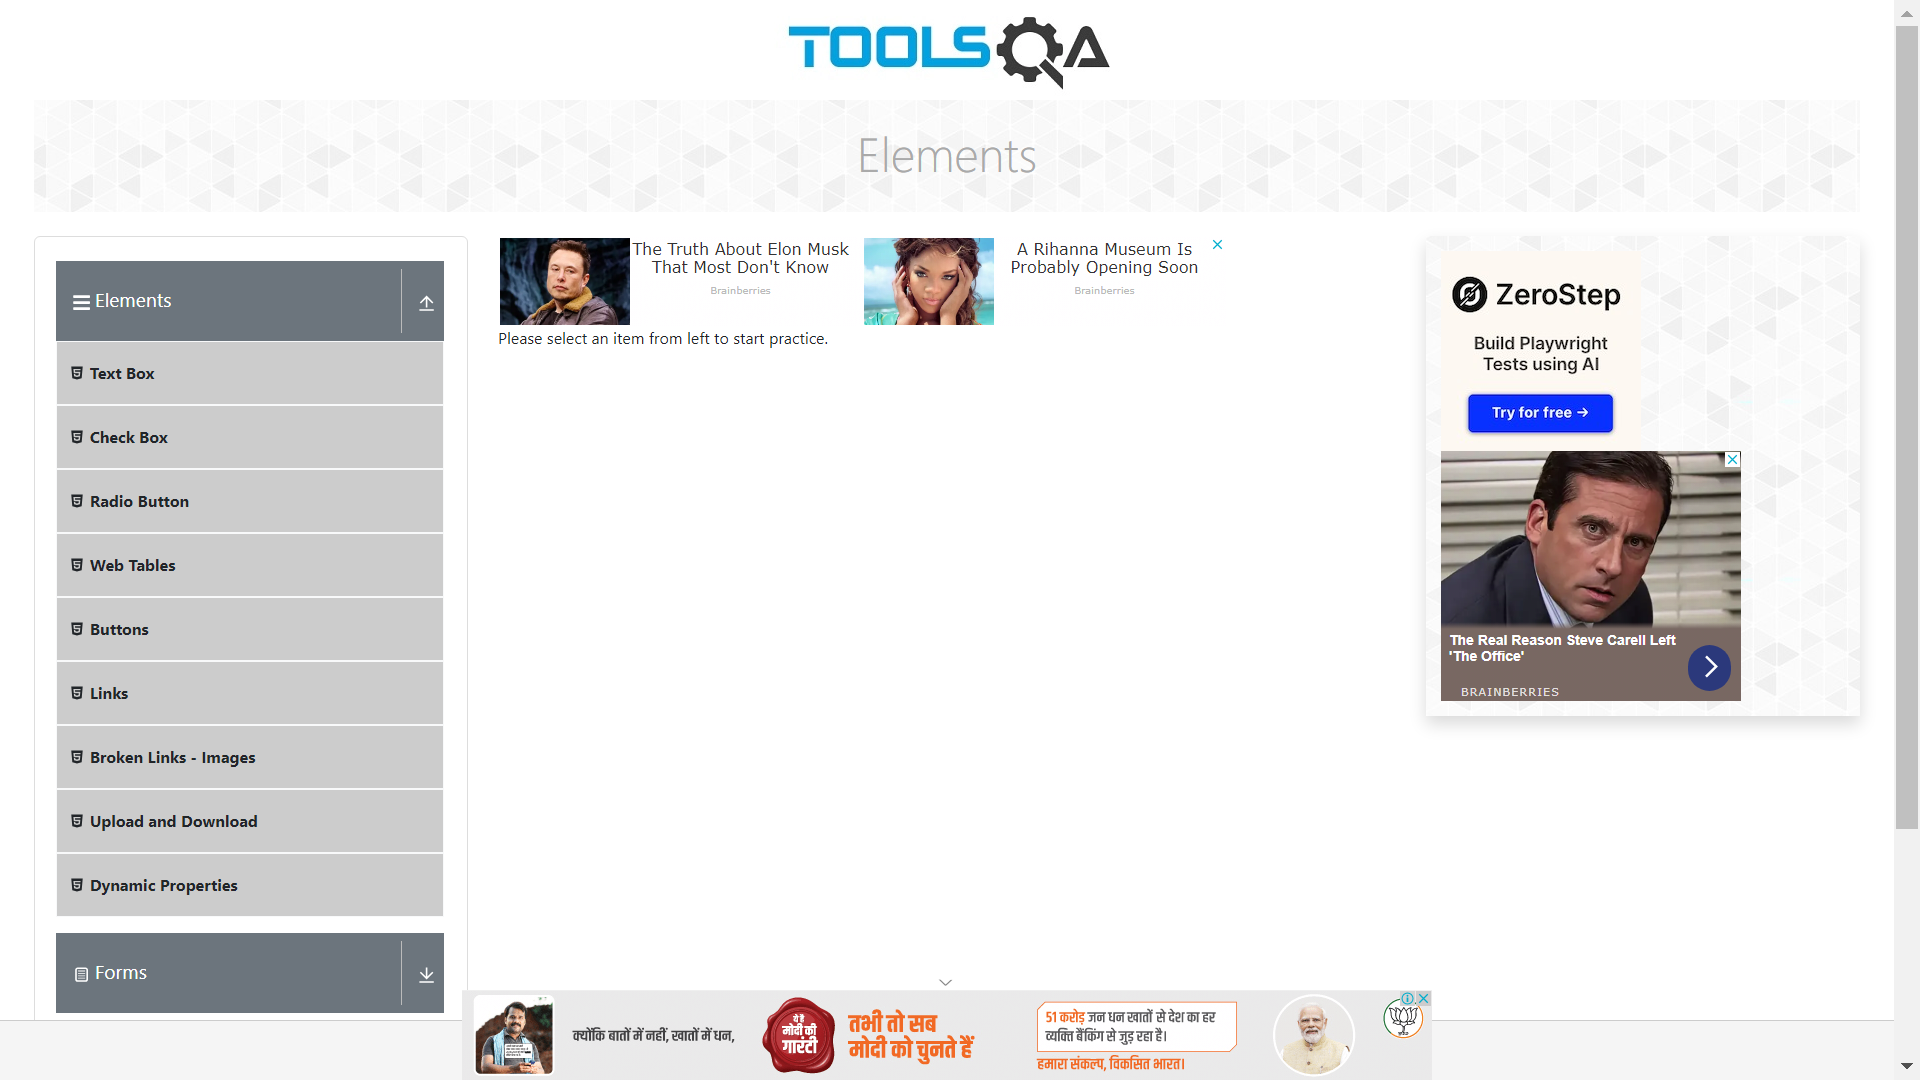 TOOLSQA
Elements
Elements
Text Box
Check Box
Radio Button
Web Tables
Buttons
Links
Broken Links - Images
Upload and Download
Dynamic Properties
Forms
The Truth About Elon Musk
That Most Don't Know
Brainberries
A Rihanna Museum Is
Probably Opening Soon
Brainberries
Please select an item from left to start practice.
ZeroStep
Build Playwright
Tests using AI
Try for free →
The Real Reason Steve Carell Left
'The Office'
BRAINBERRIES
क्योंकि बातों में नहीं, खातों में धन,
ये है
मोदी की
गारंटी
तभी तो सब
मोदी को चुनते हैं
51 करोड़ जन धन खातों से देश का हर
व्यक्ति बैंकिंग से जुड़ रहा है।
हमारा संकल्प, विकसित भारत।